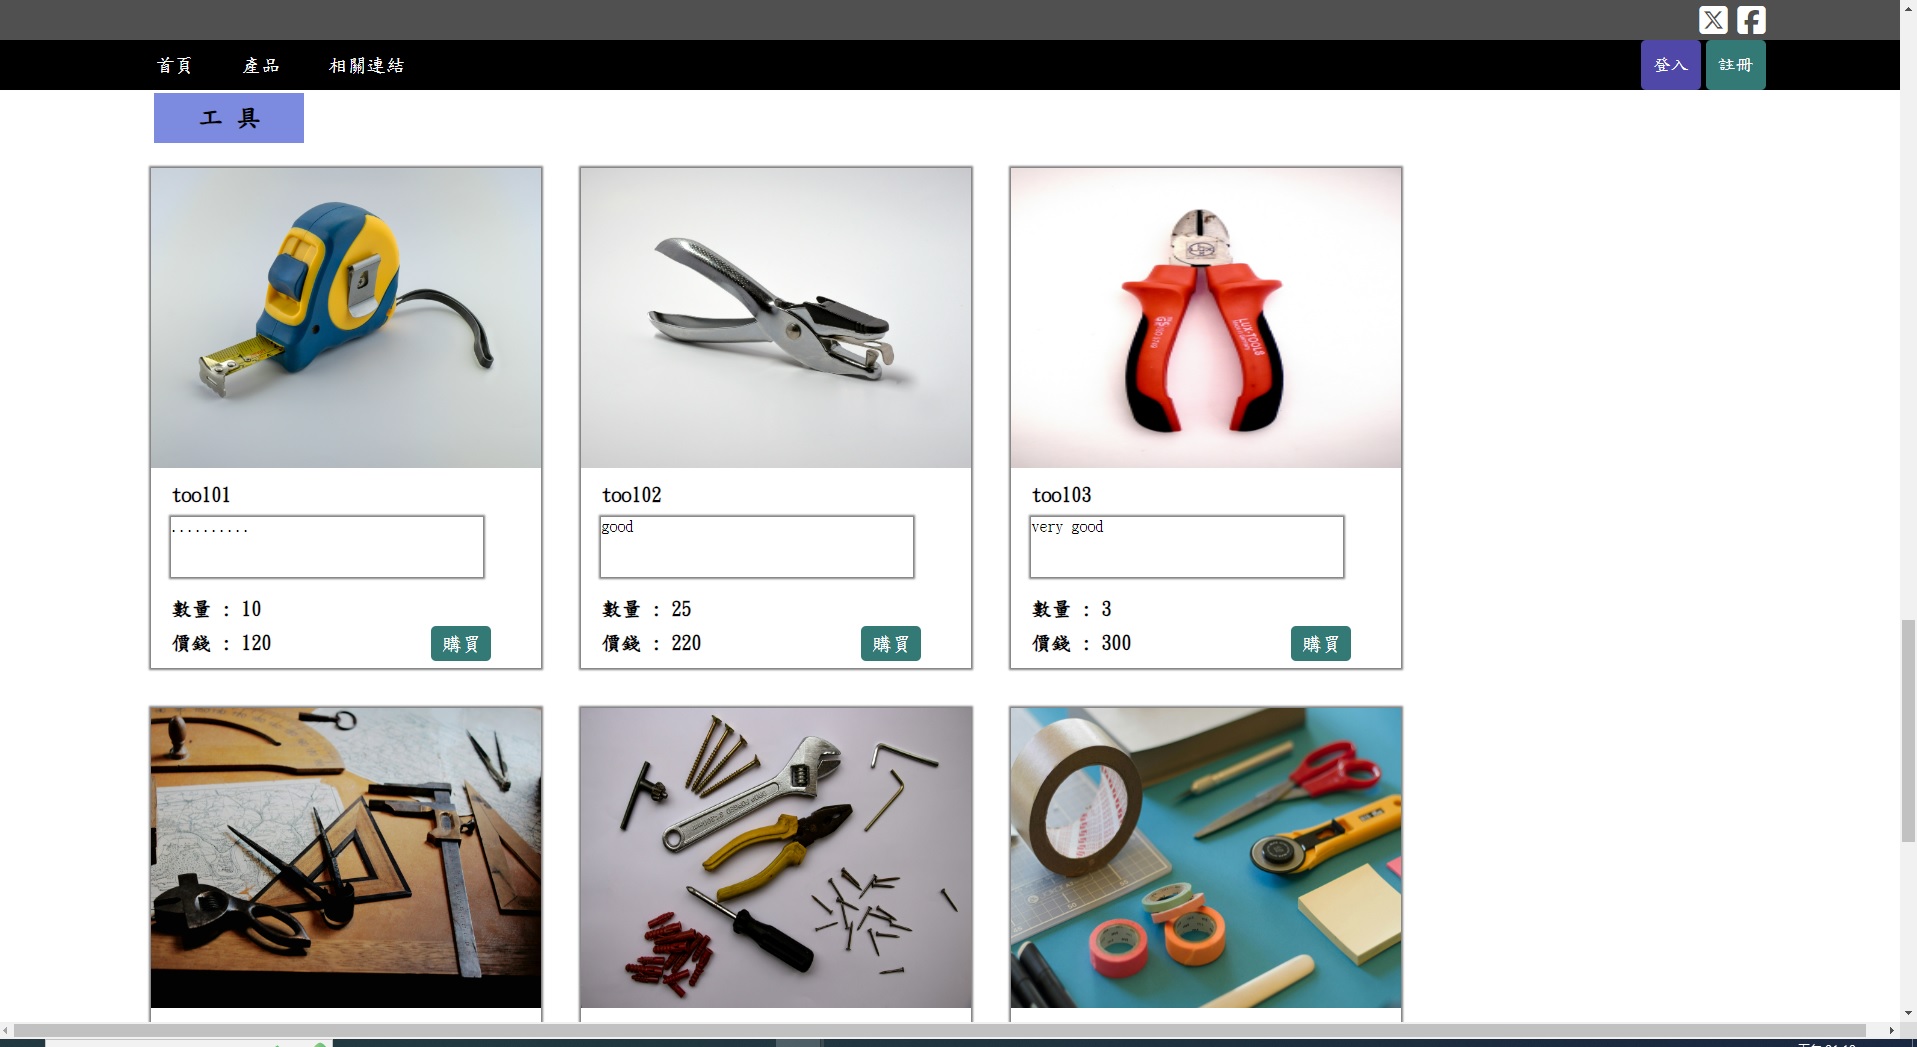 首頁 產品 相關連結 登入 註冊
工 具
tool01
..........
數量 : 10
價錢 : 120 購買
tool02
good
數量 : 25
價錢 : 220 購買
LUX-TOOLS
tool03
very good
數量 : 3
價錢 : 300 購買